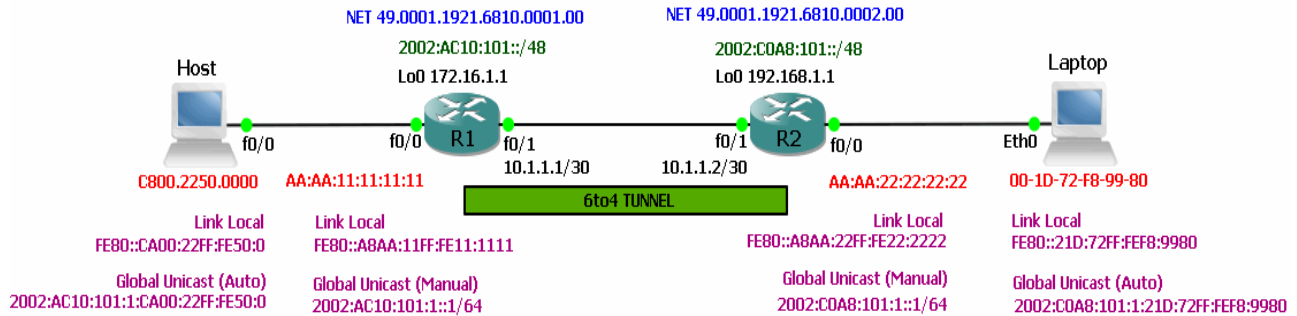 NET 49.0001.1921.6810.0001.00
NET 49.0001.1921.6810.0002.00
2002:AC10:101::/48
2002:C0A8:101::/48
Host
Lo0 172.16.1.1
Lo0 192.168.1.1
Laptop
f0/0
f0/0
R1
f0/1
f0/1
R2
f0/0
Eth0
10.1.1.1/30
10.1.1.2/30
C800.2250.0000
AA:AA:11:11:11:11
6to4 TUNNEL
AA:AA:22:22:22:22
00-1D-72-F8-99-80
Link Local
FE80::CA00:22FF:FE50:0
Link Local
FE80::A8AA:11FF:FE11:1111
Link Local
FE80::A8AA:22FF:FE22:2222
Link Local
FE80::21D:72FF:FEF8:9980
Global Unicast (Auto)
2002:AC10:101:1:CA00:22FF:FE50:0
Global Unicast (Manual)
2002:AC10:101:1::1/64
Global Unicast (Manual)
2002:C0A8:101:1::1/64
Global Unicast (Auto)
2002:C0A8:101:1:21D:72FF:FEF8:9980